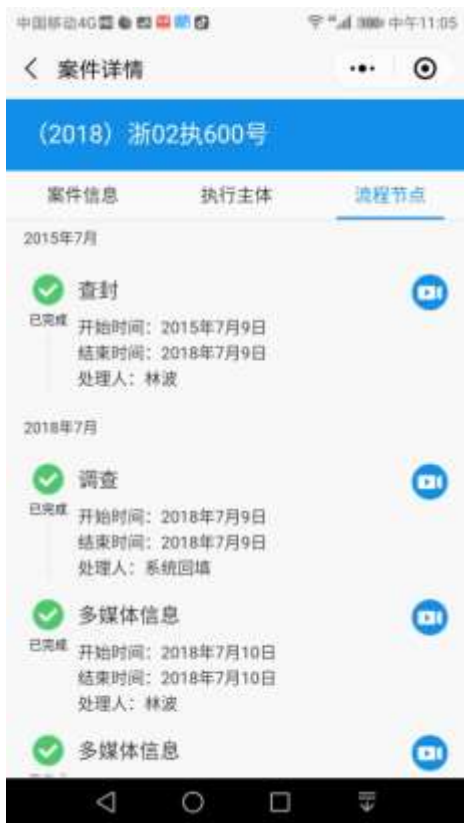 中国移动4G 中午11:05
案件详情
（2018）浙02执600号
案件信息 执行主体 流程节点
2015年7月
查封
已完成
开始时间：2015年7月9日
结束时间：2018年7月9日
处理人：林波
2018年7月
调查
已完成
开始时间：2018年7月9日
结束时间：2018年7月9日
处理人：系统回填
多媒体信息
已完成
开始时间：2018年7月10日
结束时间：2018年7月10日
处理人：林波
多媒体信息